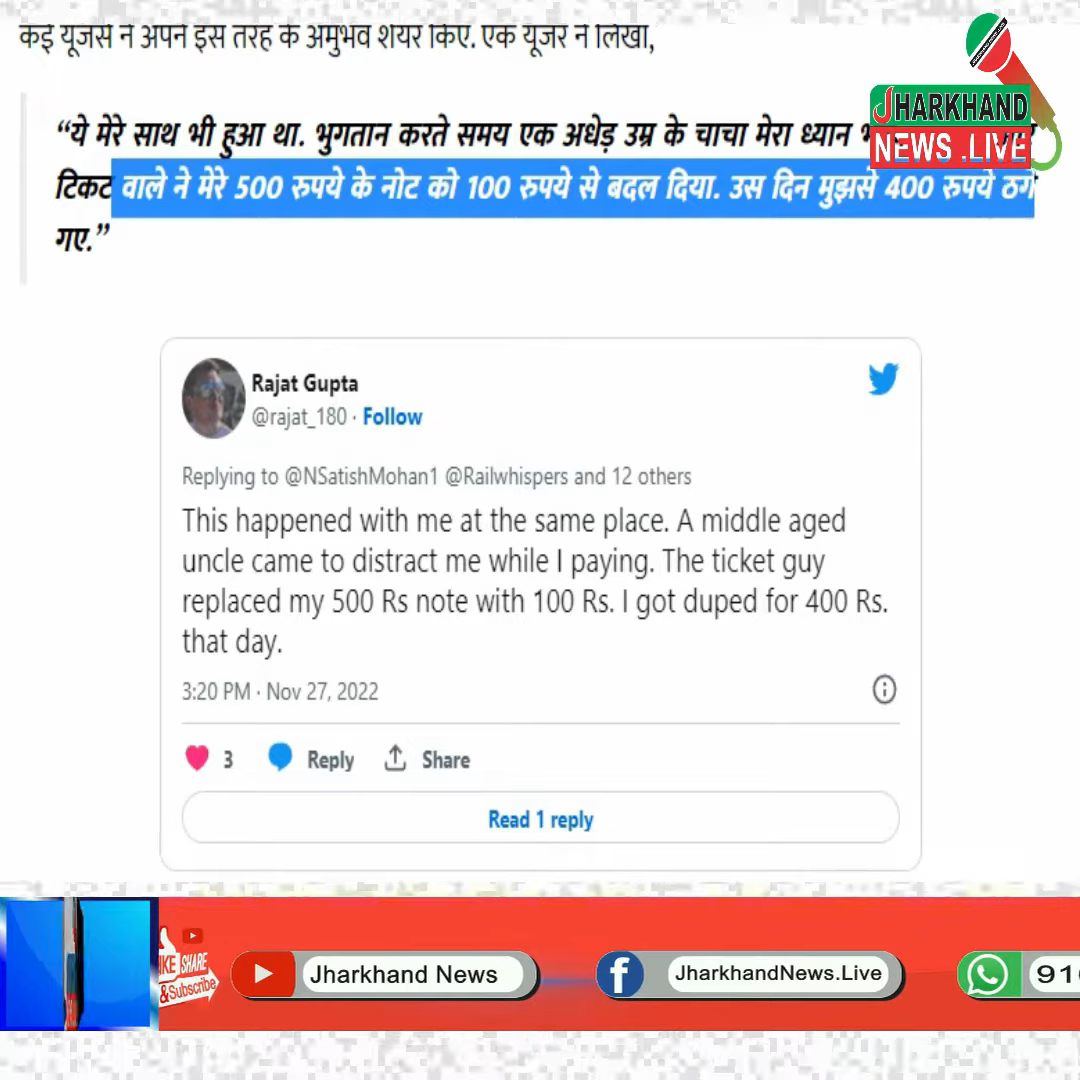 कई यूजर्स ने अपने इस तरह के अनुभव शेयर किए. एक यूजर ने लिखा,
JHARKHAND
NEWS .LIVE
“ये मेरे साथ भी हुआ था. भुगतान करते समय एक अधेड़ उम्र के चाचा मेरा ध्यान
टिकट वाले ने मेरे 500 रुपये के नोट को 100 रुपये से बदल दिया. उस दिन मुझसे 400 रुपये ठगे
गए.”
Rajat Gupta
@rajat_180 · Follow
Replying to @NSatishMohan1 @Railwhispers and 12 others
This happened with me at the same place. A middle aged
uncle came to distract me while I paying. The ticket guy
replaced my 500 Rs note with 100 Rs. I got duped for 400 Rs.
that day.
3:20 PM · Nov 27, 2022
3 Reply Share
Read 1 reply
SHARE
&Subscribe
Jharkhand News
JharkhandNews.Live
91